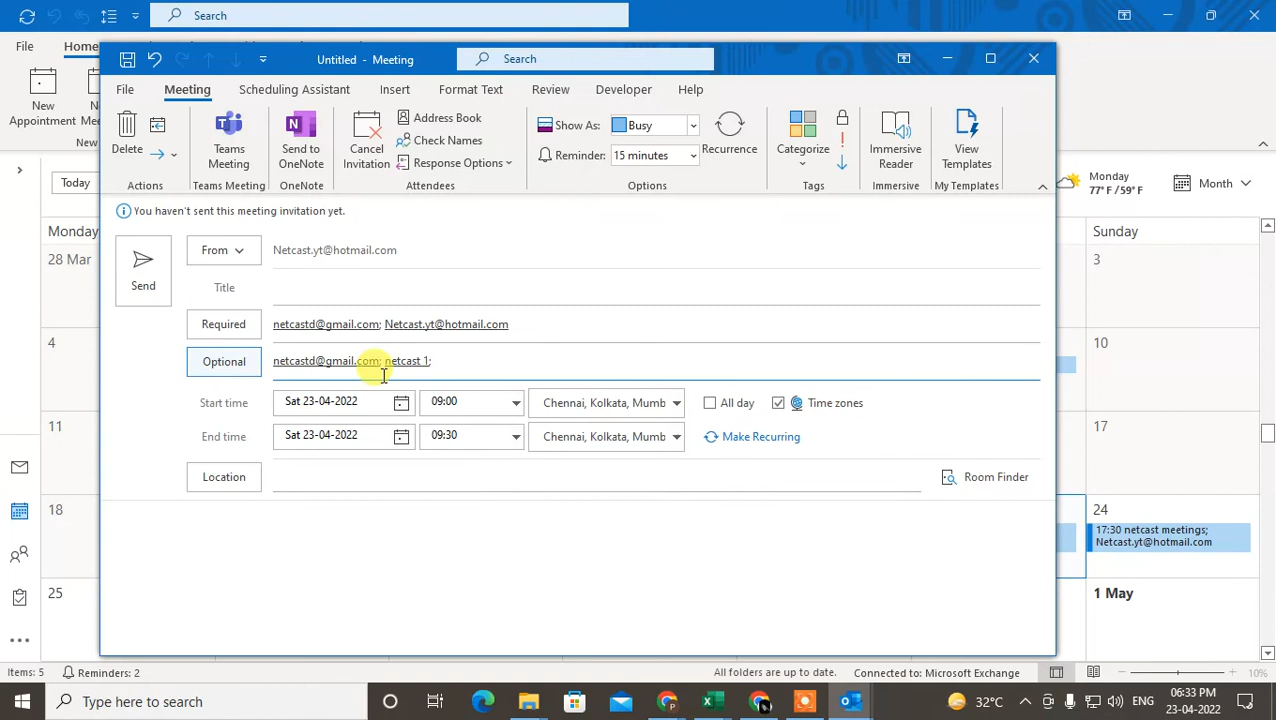 Search
File
Home
Untitled - Meeting
Search
File
Meeting
Scheduling Assistant
Insert
Format Text
Review
Developer
Help
New
Appointment
Delete
Teams
Meeting
Send to
OneNote
Cancel
Invitation
Address Book
Check Names
Response Options
Show As:
Busy
Reminder:
15 minutes
Recurrence
Categorize
Immersive
Reader
View
Templates
New
Actions
Teams Meeting
OneNote
Attendees
Options
Tags
Immersive
My Templates
Today
Monday
77°F / 59°F
Month
You haven't sent this meeting invitation yet.
Monday
Sunday
28 Mar
3
Send
From
Netcast.yt@hotmail.com
Title
Required
netcastd@gmail.com; Netcast.yt@hotmail.com
4
10
Optional
netcastd@gmail.com; netcast 1;
Start time
Sat 23-04-2022
09:00
Chennai, Kolkata, Mumb
All day
Time zones
11
17
End time
Sat 23-04-2022
09:30
Chennai, Kolkata, Mumb
Make Recurring
Location
Room Finder
18
24
17:30 netcast meetings;
Netcast.yt@hotmail.com
25
1 May
Items: 5
Reminders: 2
All folders are up to date.
Connected to: Microsoft Exchange
10%
Type here to search
32°C
ENG
06:33 PM
23-04-2022